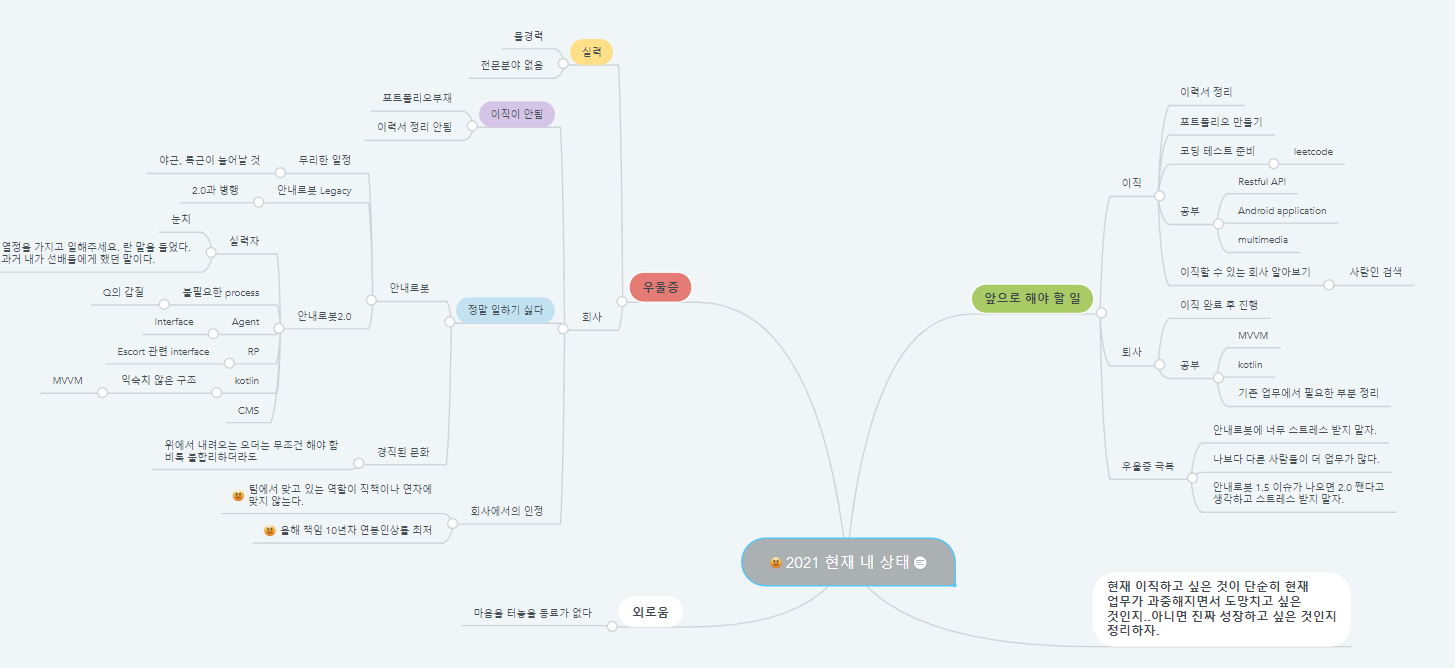 2021 현재 내 상태
우울증
실력
물경력
전문분야 없음
회사
이직이 안됨
포트폴리오부재
이력서 정리 안됨
정말 일하기 싫다
안내로봇
무리한 일정
야근, 특근이 늘어날 것
안내로봇 Legacy
2.0과 병행
안내로봇2.0
실력자
눈치
열정을 가지고 일해주세요. 란 말을 들었다.
과거 내가 선배들에게 했던 말이다.
불필요한 process
Q의 갑질
Agent
Interface
RP
Escort 관련 interface
kotlin
익숙치 않은 구조
MVVM
CMS
경직된 문화
위에서 내려오는 오더는 무조건 해야 함
비록 불합리하더라도
회사에서의 인정
팀에서 맞고 있는 역할이 직책이나 연차에
맞지 않는다.
올해 책임 10년차 연봉인상률 최저
외로움
마음을 터놓을 동료가 없다
앞으로 해야 할 일
이직
이력서 정리
포트폴리오 만들기
코딩 테스트 준비
leetcode
공부
Restful API
Android application
multimedia
이직할 수 있는 회사 알아보기
사람인 검색
퇴사
이직 완료 후 진행
공부
MVVM
kotlin
기존 업무에서 필요한 부분 정리
우울증 극복
안내로봇에 너무 스트레스 받지 말자.
나보다 다른 사람들이 더 업무가 많다.
안내로봇 1.5 이슈가 나오면 2.0 짼다고
생각하고 스트레스 받지 말자.
현재 이직하고 싶은 것이 단순히 현재
업무가 과중해지면서 도망치고 싶은
것인지..아니면 진짜 성장하고 싶은 것인지
정리하자.